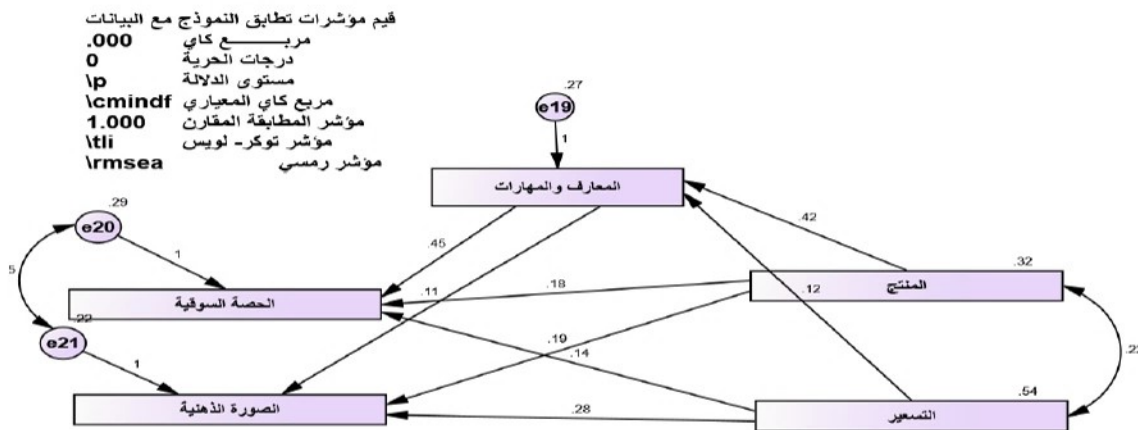 قيم مؤشرات تطابق النموذج مع البيانات
مربـــــــع كاي .000
درجات الحرية 0
مستوى الدلالة \p
مربع كاي المعياري \cmindf
مؤشر المطابقة المقارن 1.000
مؤشر توكر- لويس \tli
مؤشر رمسي \rmsea
.27
e19
1
المعارف والمهارات
.29
e20
1
.45
.42
.32
المنتج
5
.11
.18
.12
الحصة السوقية
.22
e21
1
.19
.14
.22
.54
الصورة الذهنية
.28
التسعير